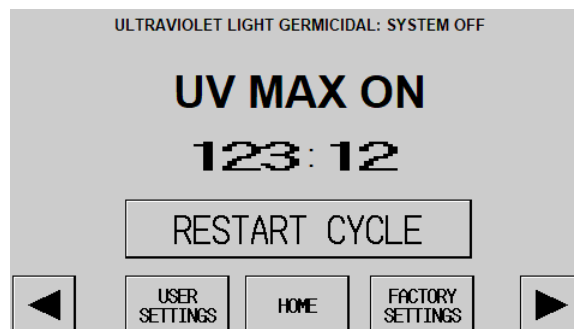 ULTRAVIOLET LIGHT GERMICIDAL: SYSTEM OFF
UV MAX ON
123:12
RESTART CYCLE
USER SETTINGS
HOME
FACTORY SETTINGS